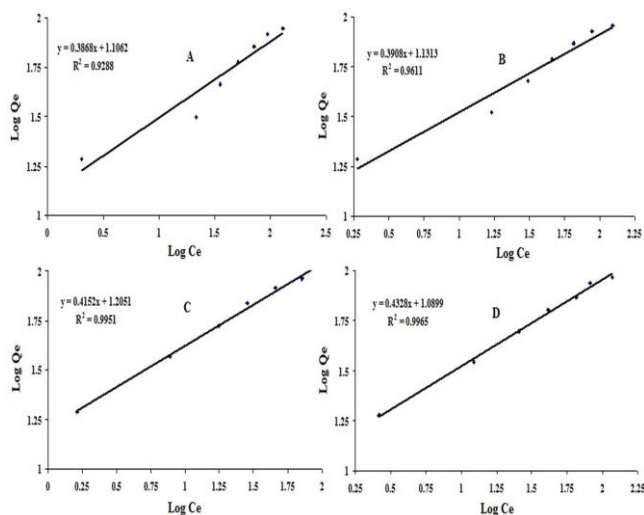 2
y = 0.3868x + 1.1062
R² = 0.9288
A
1.75
1.5
1.25
1
Log Qe
0 0.5 1 1.5 2 2.5
Log Ce
2
y = 0.3908x + 1.1313
R² = 0.9611
B
1.75
1.5
1.25
1
Log Qe
0.25 0.5 0.75 1 1.25 1.5 1.75 2 2.25
Log Ce
2
y = 0.4152x + 1.2051
R² = 0.9951
C
1.75
1.5
1.25
1
Log Qe
0 0.25 0.5 0.75 1 1.25 1.5 1.75 2
Log Ce
2
y = 0.4328x + 1.0899
R² = 0.9965
D
1.75
1.5
1.25
1
Log Qe
0.25 0.5 0.75 1 1.25 1.5 1.75 2 2.25
Log Ce